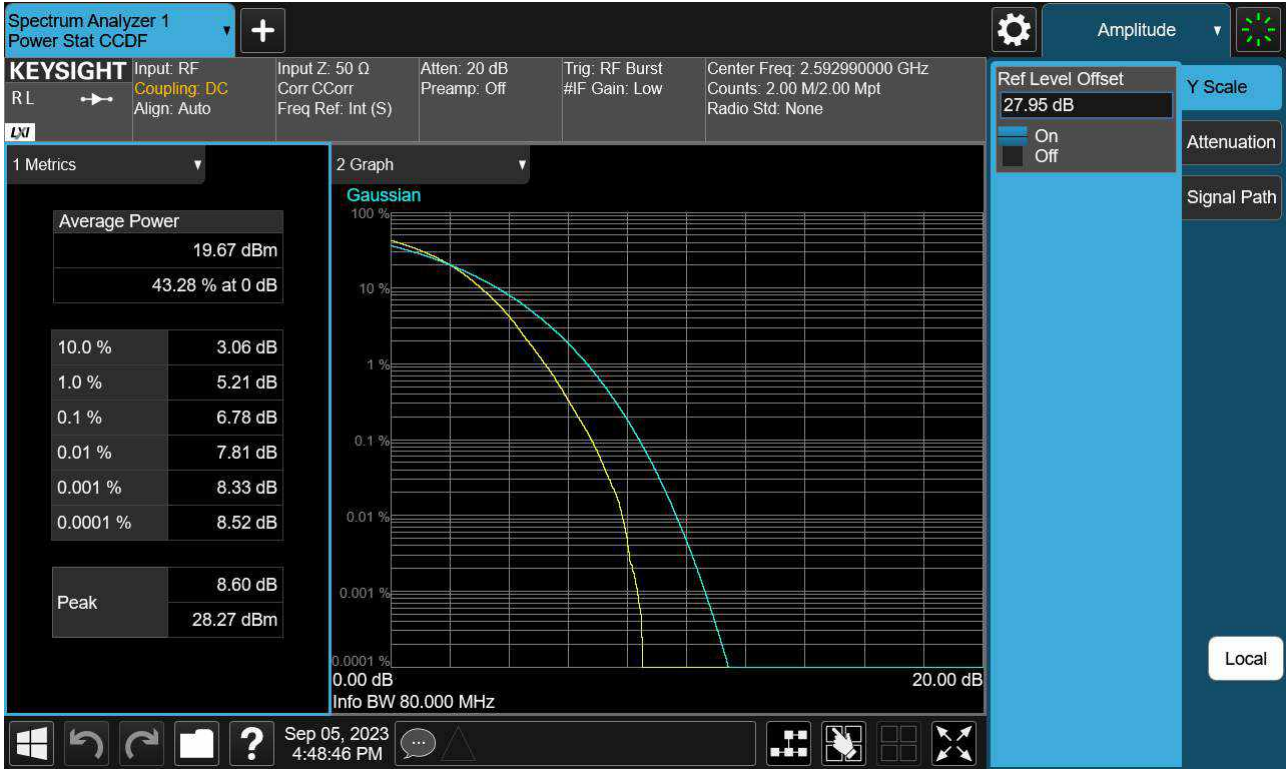 Spectrum Analyzer 1
Power Stat CCDF
Amplitude
KEYSIGHT
RL
LXI
Input: RF
Coupling: DC
Align: Auto
Input Z: 50 Ω
Corr CCorr
Freq Ref: Int (S)
Atten: 20 dB
Preamp: Off
Trig: RF Burst
#IF Gain: Low
Center Freq: 2.592990000 GHz
Counts: 2.00 M/2.00 Mpt
Radio Std: None
Ref Level Offset
27.95 dB
On
Off
Y Scale
Attenuation
Signal Path
Local
1 Metrics
Average Power
19.67 dBm
43.28 % at 0 dB
10.0 % 3.06 dB
1.0 % 5.21 dB
0.1 % 6.78 dB
0.01 % 7.81 dB
0.001 % 8.33 dB
0.0001 % 8.52 dB
Peak
8.60 dB
28.27 dBm
2 Graph
Gaussian
100 %
10 %
1 %
0.1 %
0.01 %
0.001 %
0.0001 %
0.00 dB 20.00 dB
Info BW 80.000 MHz
?
Sep 05, 2023
4:48:46 PM